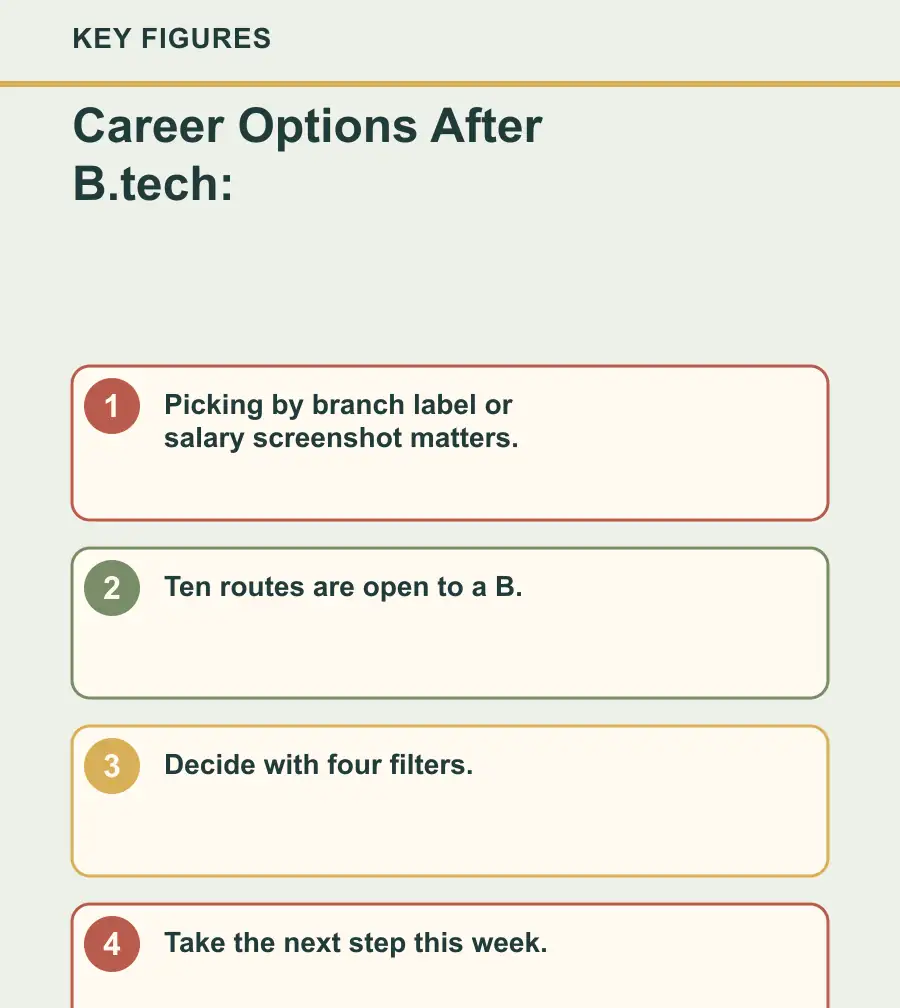 KEY FIGURES
Career Options After
B.tech:
1
Picking by branch label or
salary screenshot matters.
2
Ten routes are open to a B.
3
Decide with four filters.
4
Take the next step this week.